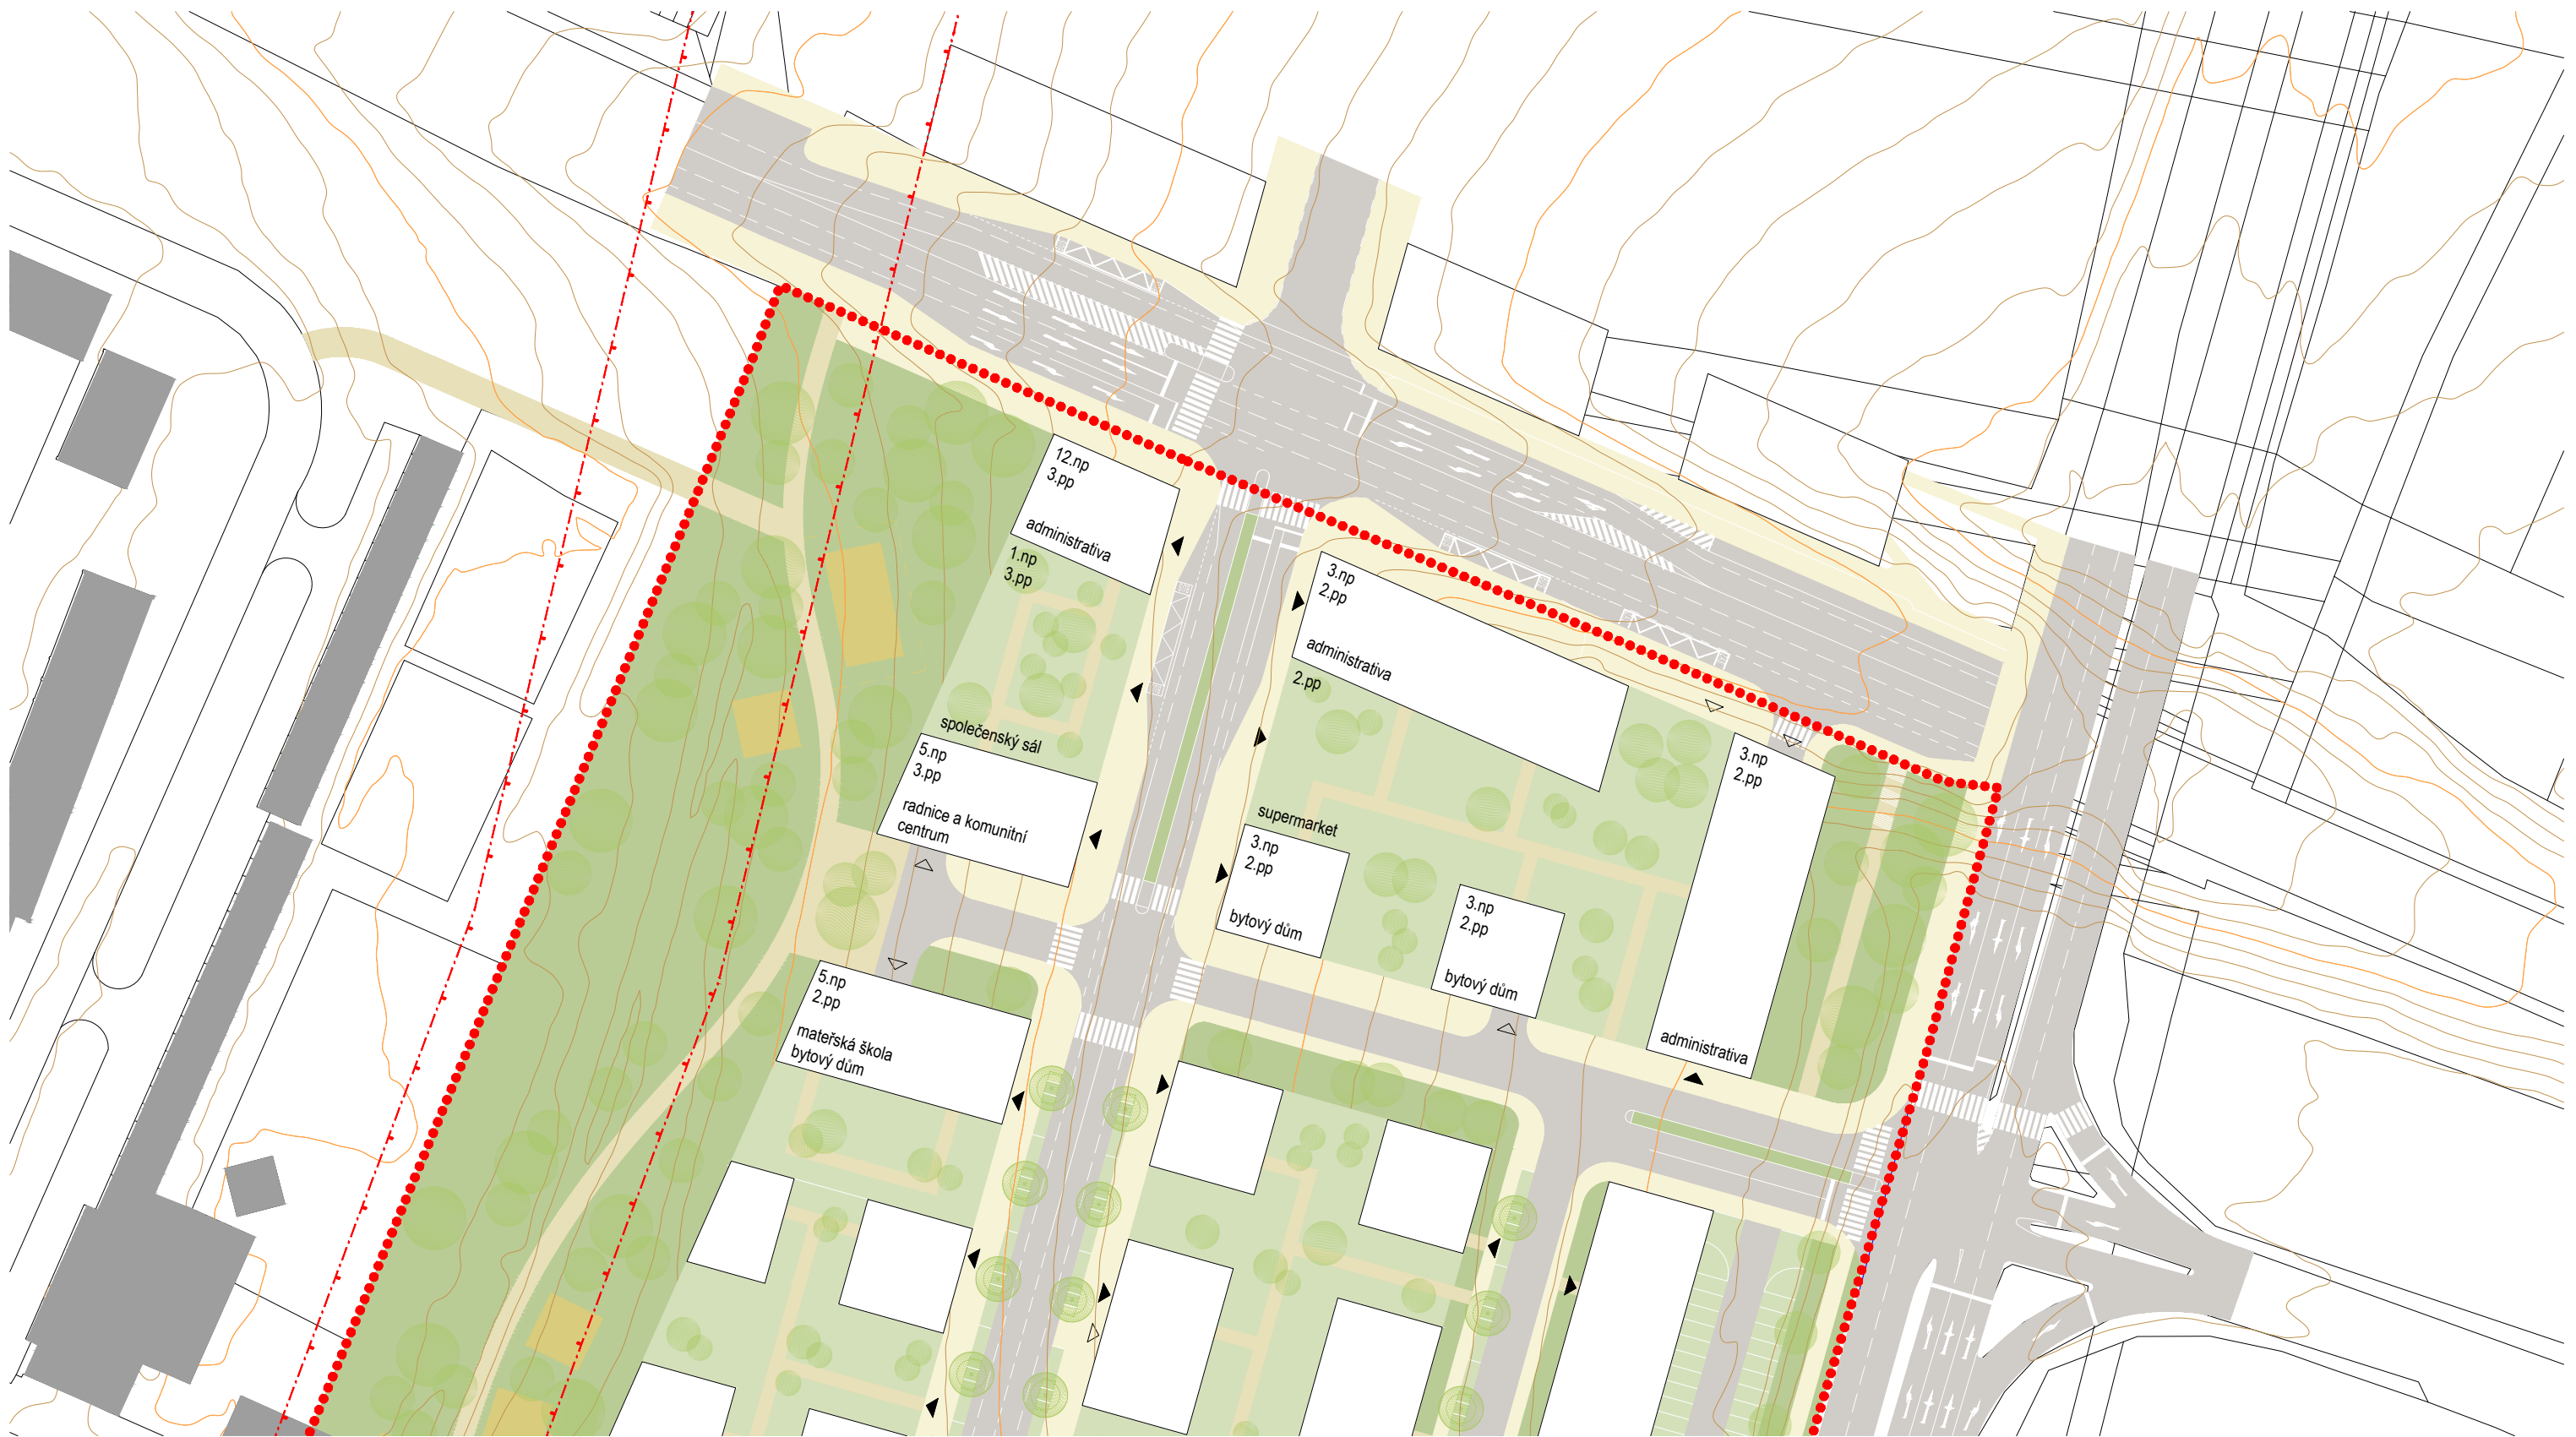 12.np
3.pp
administrativa
1.np
3.pp
3.np
2.pp
administrativa
2.pp
společenský sál
5.np
3.pp
radnice a komunitní
centrum
3.np
2.pp
administrativa
supermarket
3.np
2.pp
bytový dům
3.np
2.pp
bytový dům
5.np
2.pp
mateřská škola
bytový dům